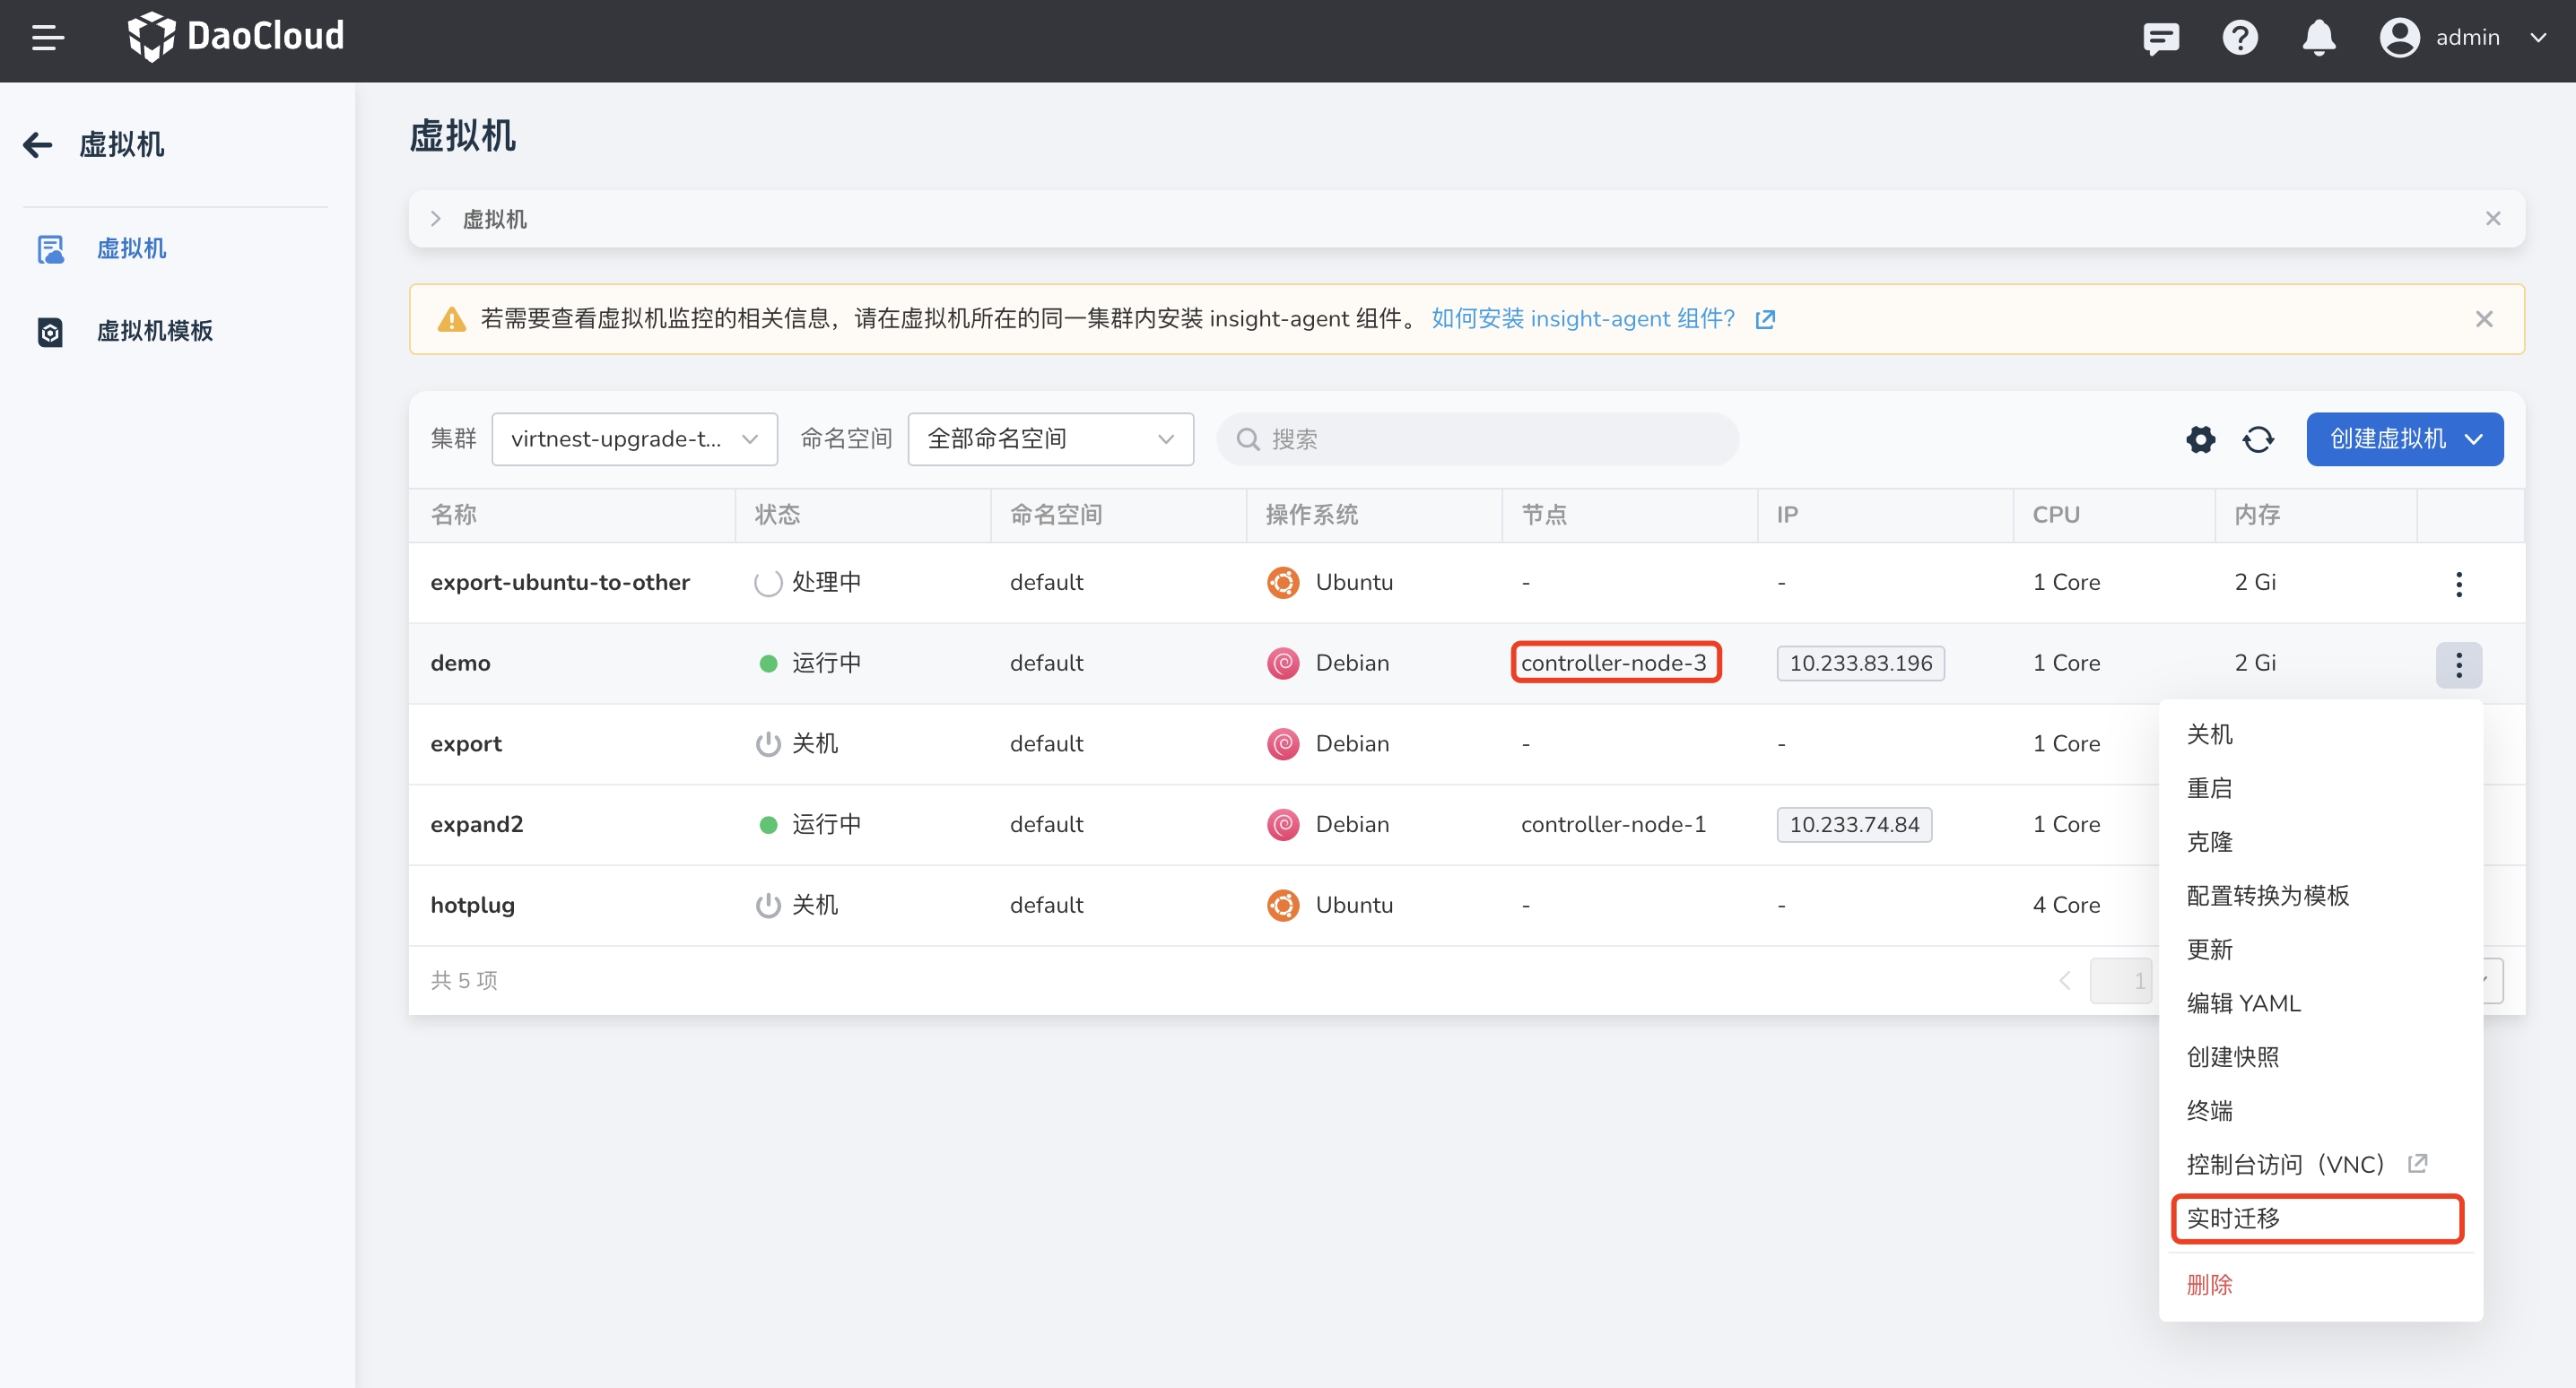 DaoCloud
admin
虚拟机
虚拟机
虚拟机模板
虚拟机
虚拟机
若需要查看虚拟机监控的相关信息，请在虚拟机所在的同一集群内安装 insight-agent 组件。 如何安装 insight-agent 组件？
集群 virtnest-upgrade-t... 命名空间 全部命名空间 搜索 创建虚拟机
名称 状态 命名空间 操作系统 节点 IP CPU 内存
export-ubuntu-to-other 处理中 default Ubuntu - - 1 Core 2 Gi
demo 运行中 default Debian controller-node-3 10.233.83.196 1 Core 2 Gi
export 关机 default Debian - - 1 Core
expand2 运行中 default Debian controller-node-1 10.233.74.84 1 Core
hotplug 关机 default Ubuntu - - 4 Core
共 5 项 1
关机
重启
克隆
配置转换为模板
更新
编辑 YAML
创建快照
终端
控制台访问（VNC）
实时迁移
删除